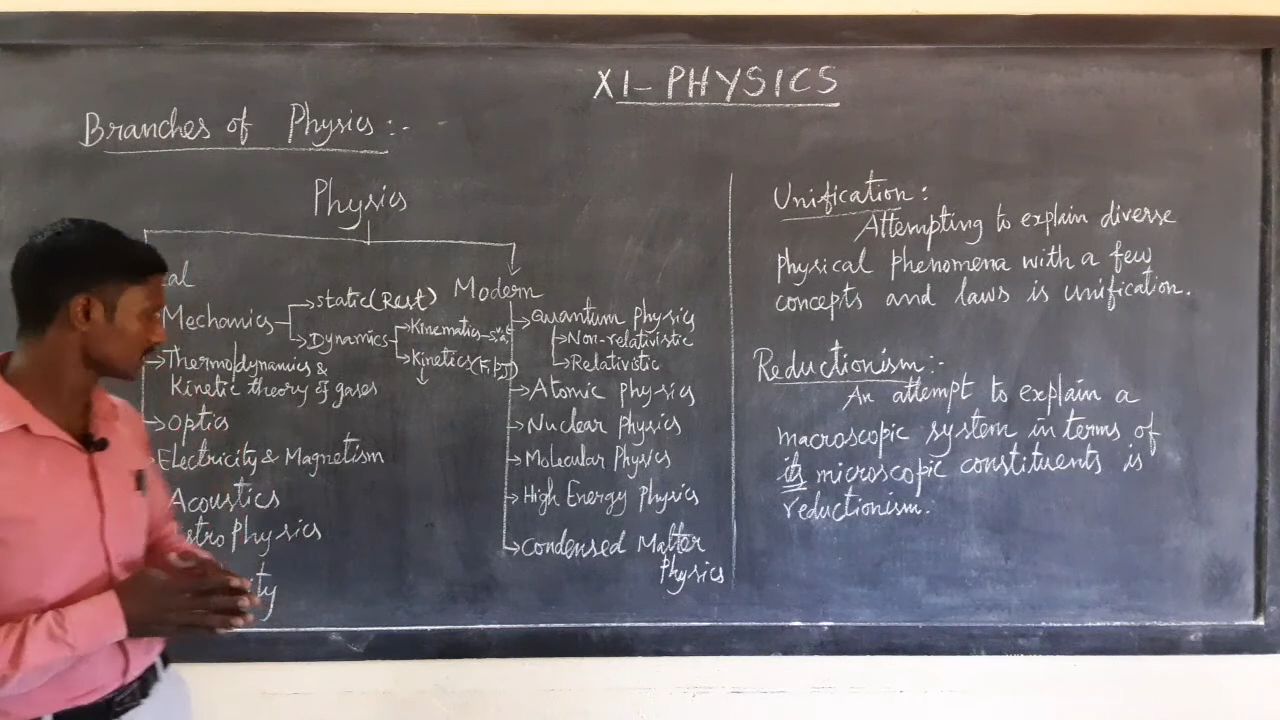 XI-PHYSICS
Branches of Physics:-
Physics
Mechanics
static (Rest)
Dynamics
Kinematics
Kinetics
Thermodynamics &
Kinetic theory of gases
Optics
Electricity & Magnetism
Acoustics
Modern
Quantum physics
Non-relativistic
Relativistic
Atomic physics
Nuclear physics
Molecular Physics
High Energy physics
Condensed Matter
Physics
Unification:
Attempting to explain diverse
physical phenomena with a few
concepts and laws is unification.
Reductionism:-
An attempt to explain a
macroscopic system in terms of
its microscopic constituents is
reductionism.